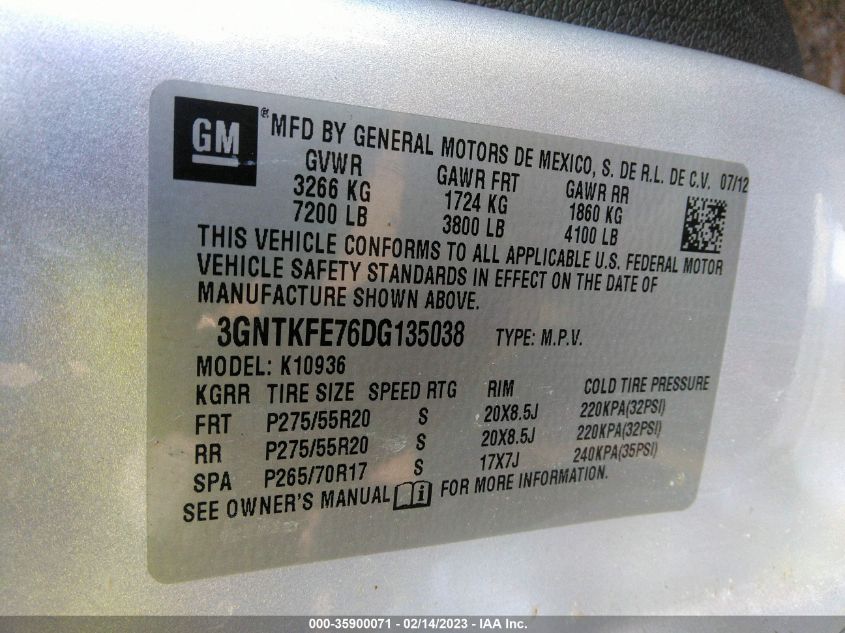 GM ® MFD BY GENERAL MOTORS DE MEXICO, S. DE R.L. DE C.V. 07/12
GVWR GAWR FRT GAWR RR
3266 KG 1724 KG 1860 KG
7200 LB 3800 LB 4100 LB
THIS VEHICLE CONFORMS TO ALL APPLICABLE U.S. FEDERAL MOTOR
VEHICLE SAFETY STANDARDS IN EFFECT ON THE DATE OF
MANUFACTURE SHOWN ABOVE.
3GNTKFE76DG135038 TYPE: M.P.V.
MODEL: K10936
KGRR TIRE SIZE SPEED RTG RIM COLD TIRE PRESSURE
FRT P275/55R20 S 20X8.5J 220KPA(32PSI)
RR P275/55R20 S 20X8.5J 220KPA(32PSI)
SPA P265/70R17 S 17X7J 240KPA(35PSI)
SEE OWNER'S MANUAL i FOR MORE INFORMATION.
000-35900071 - 02/14/2023 - IAA Inc.